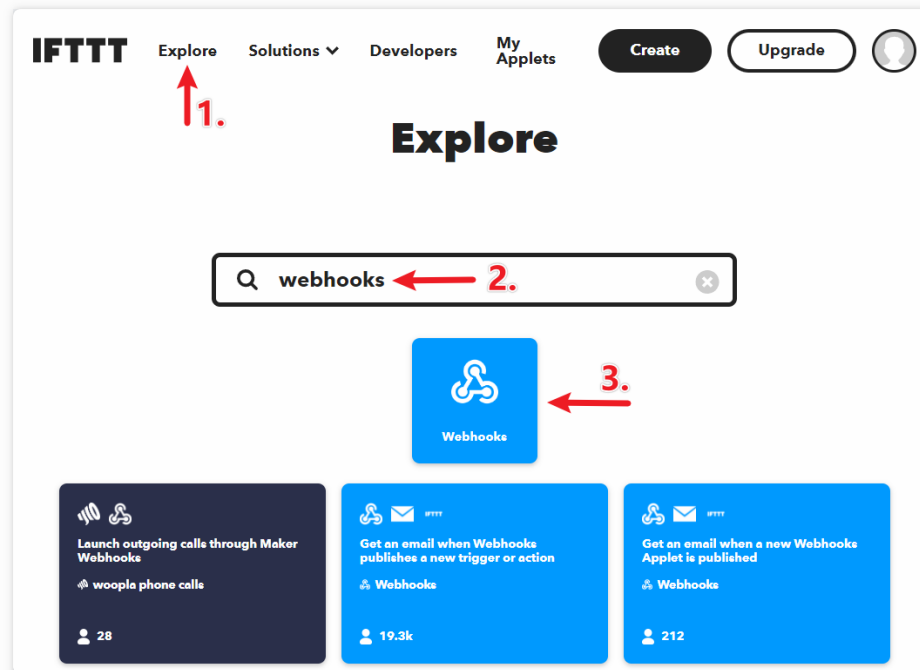 IFTTT Explore Solutions Developers My Applets Create Upgrade
1.
Explore
webhooks 2.
3.
Webhooks
Launch outgoing calls through Maker
Webhooks
woopla phone calls
28
IFTTT
Get an email when Webhooks
publishes a new trigger or action
Webhooks
19.3k
IFTTT
Get an email when a new Webhooks
Applet is published
Webhooks
212